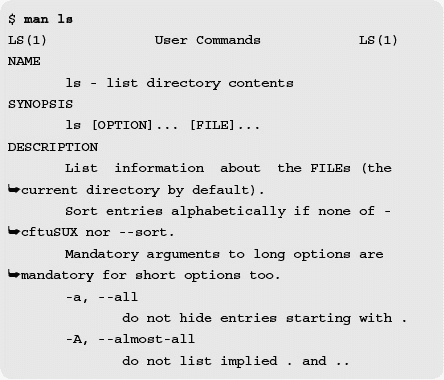 $ man ls
LS(1) User Commands LS(1)
NAME
ls - list directory contents
SYNOPSIS
ls [OPTION]... [FILE]...
DESCRIPTION
List information about the FILEs (the
➥current directory by default).
Sort entries alphabetically if none of -
➥cftuSUX nor --sort.
Mandatory arguments to long options are
➥mandatory for short options too.
-a, --all
do not hide entries starting with .
-A, --almost-all
do not list implied . and ..